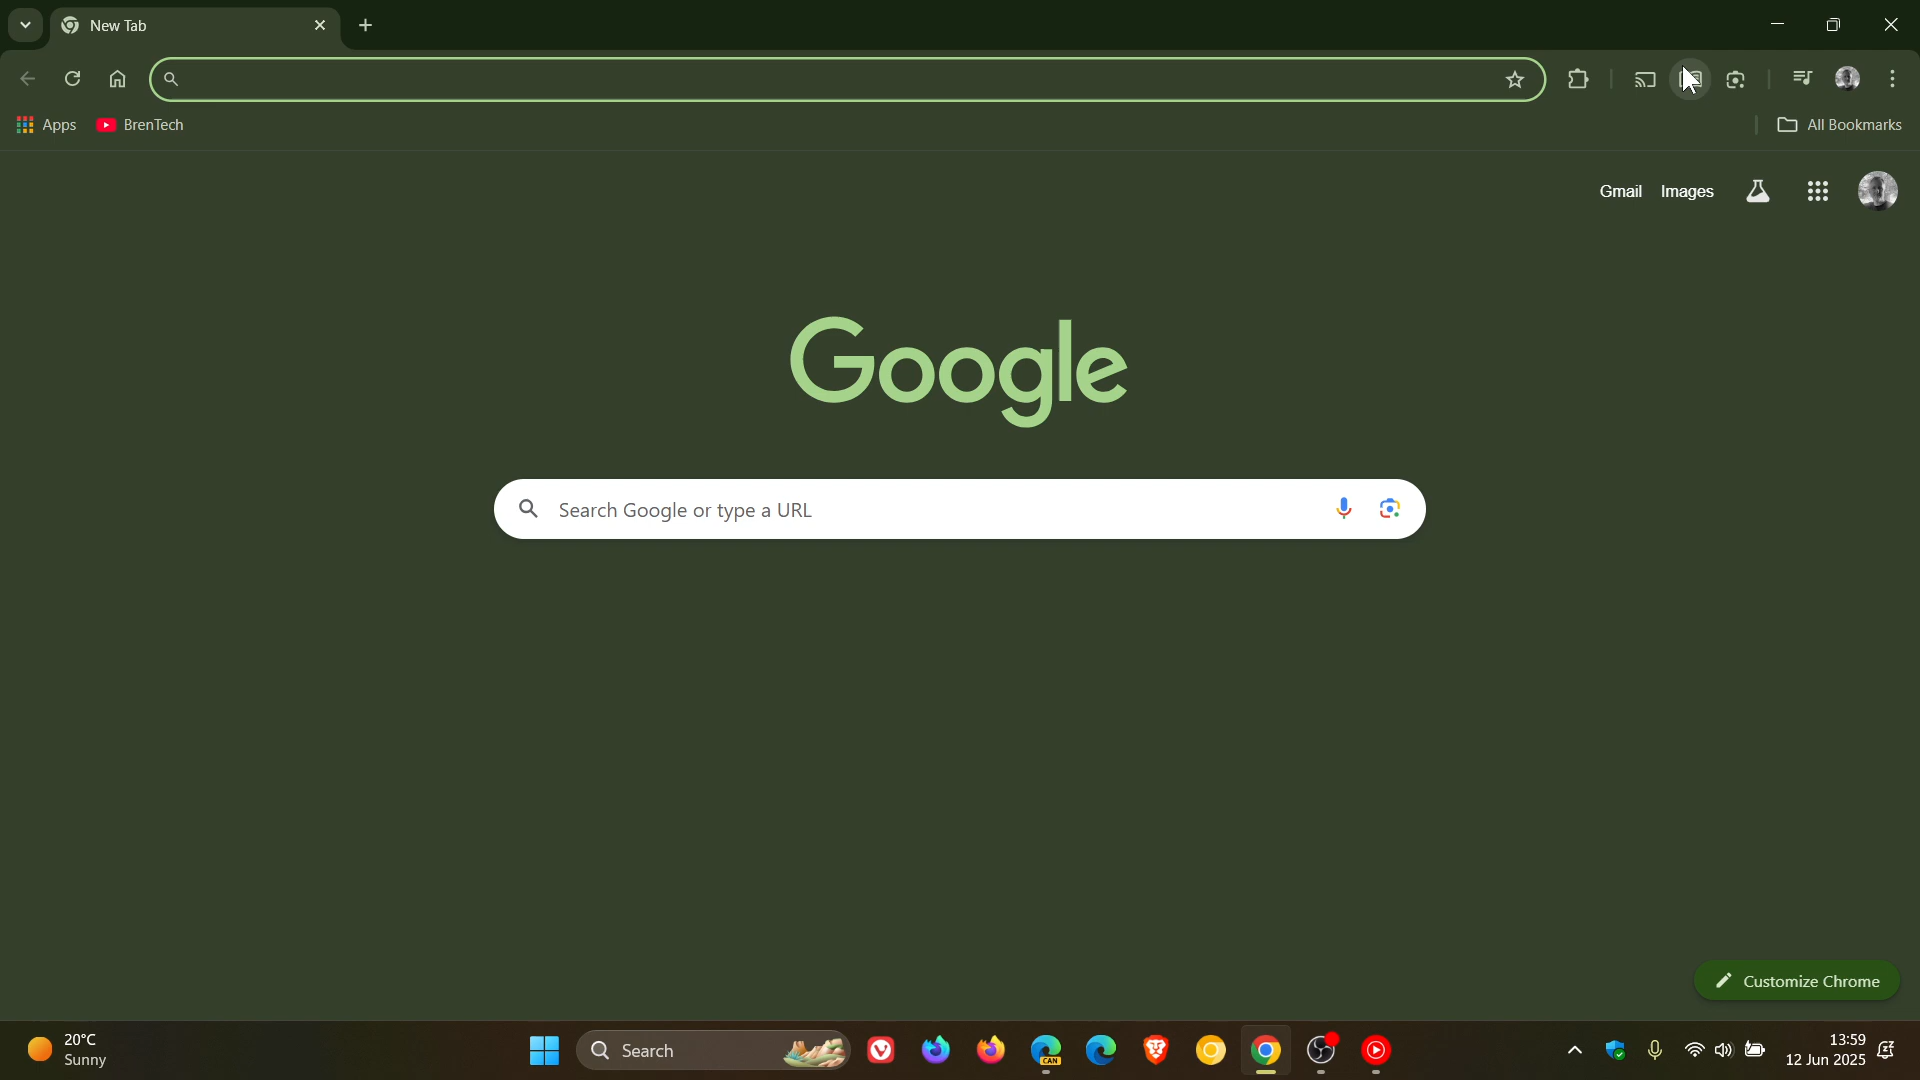 New Tab
Apps
BrenTech
All Bookmarks
Gmail
Images
Google
Search Google or type a URL
Customize Chrome
20°C
Sunny
Search
CAN
13:59
12 Jun 2025